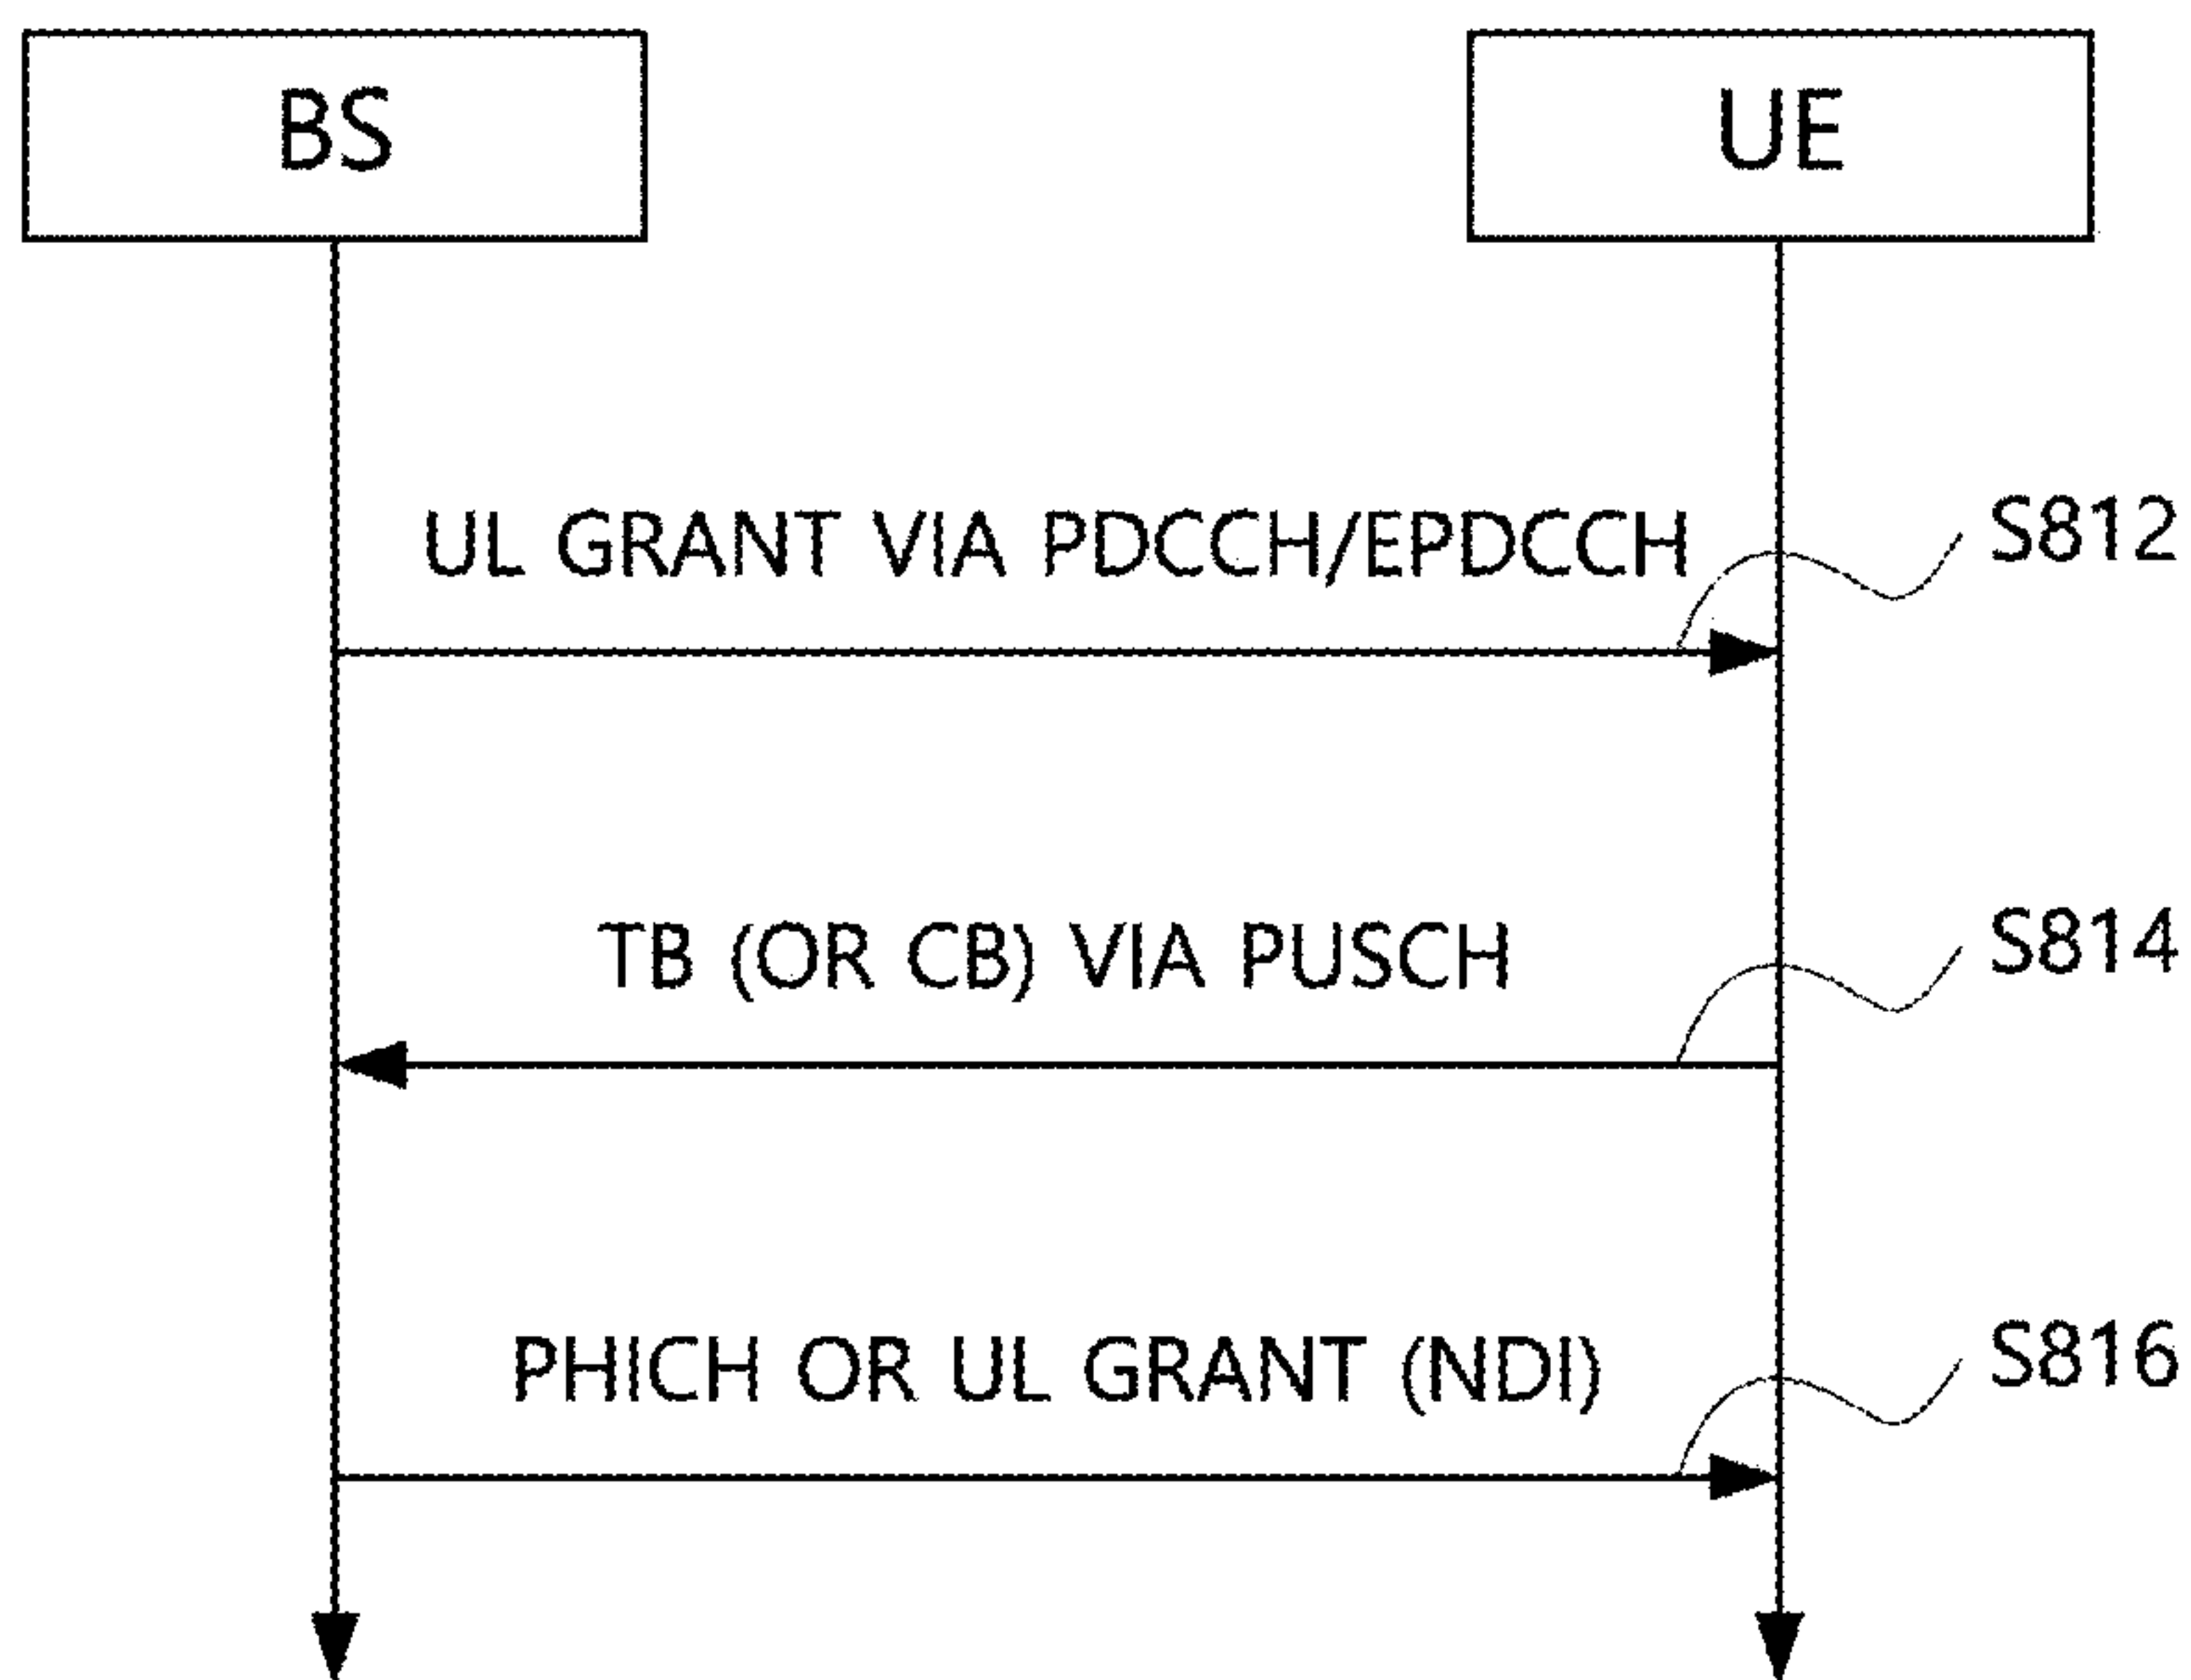 BS
UE
UL GRANT VIA PDCCH/EPDCCH
S812
TB (OR CB) VIA PUSCH
S814
PHICH OR UL GRANT (NDI)
S816